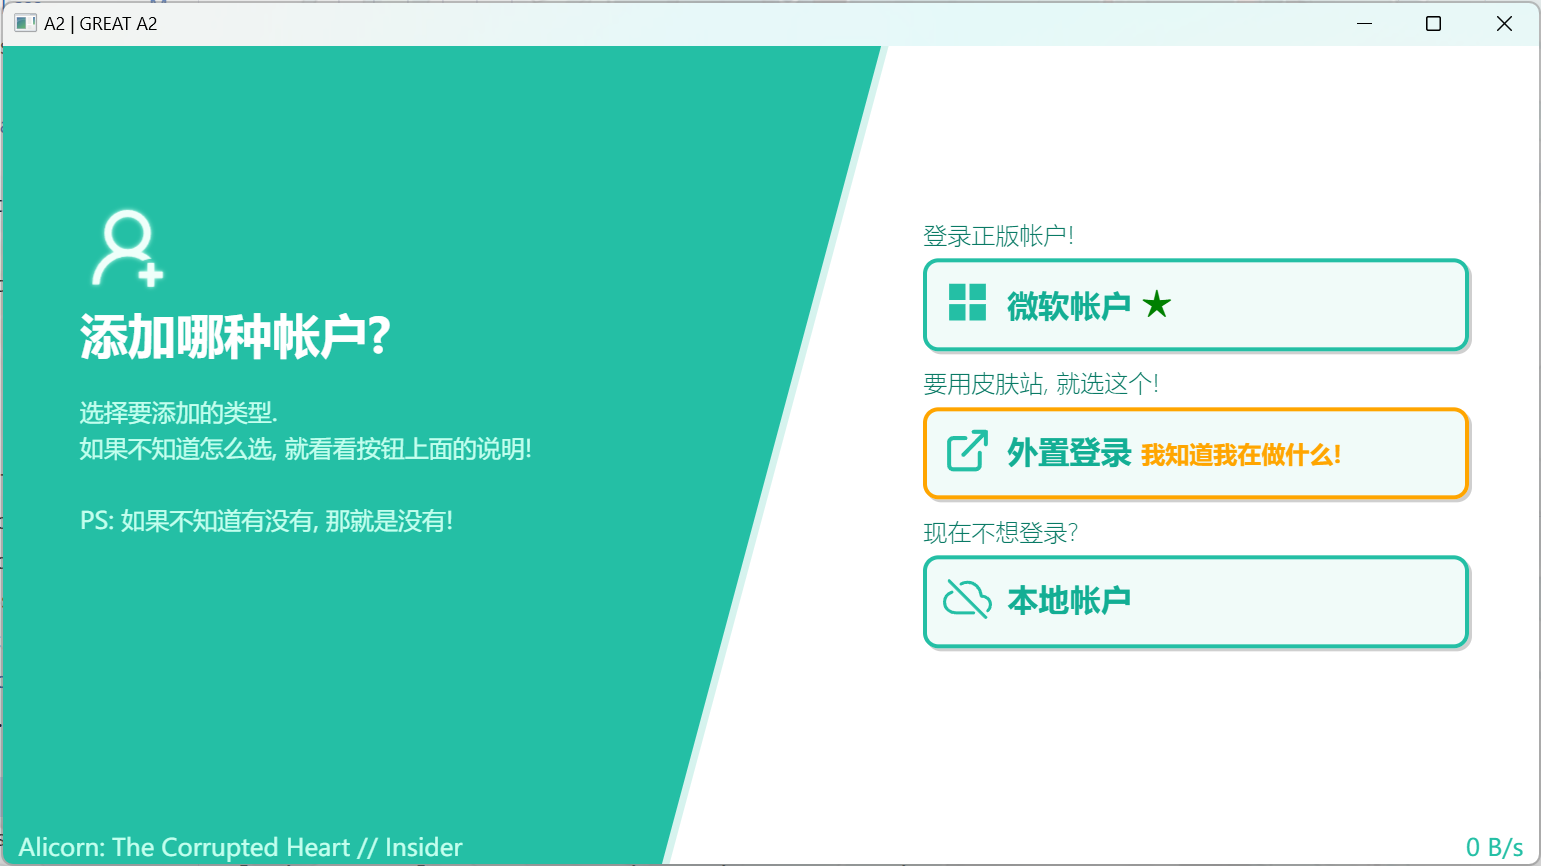 A2 | GREAT A2
添加哪种帐户?
选择要添加的类型.
如果不知道怎么选, 就看看按钮上面的说明!
PS: 如果不知道有没有, 那就是没有!
登录正版帐户!
微软帐户 ★
要用皮肤站, 就选这个!
外置登录 我知道我在做什么!
现在不想登录?
本地帐户
Alicorn: The Corrupted Heart // Insider
0 B/s